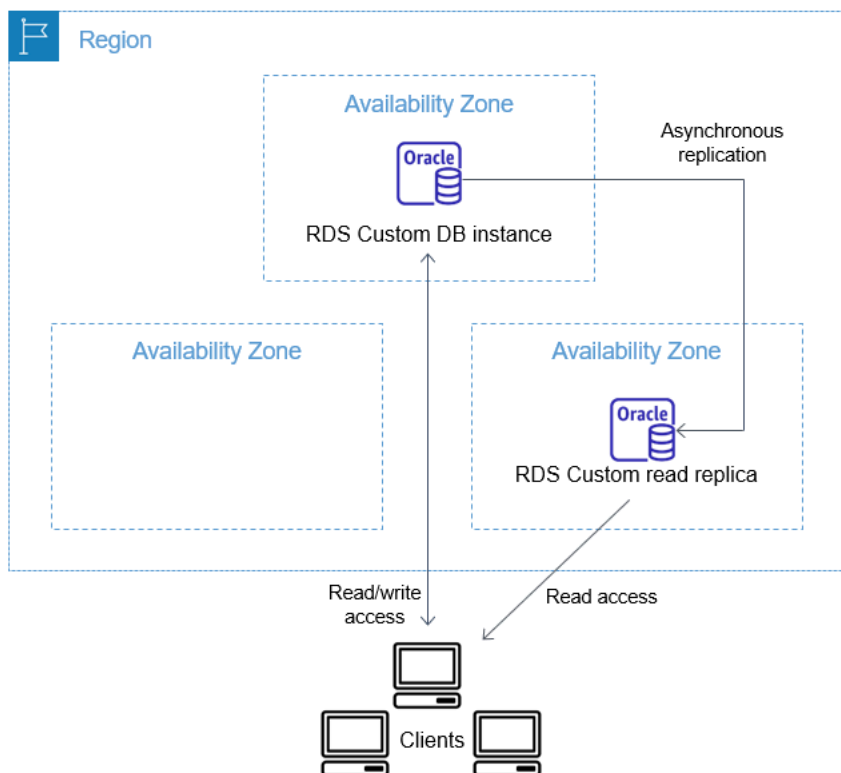 Region
Availability Zone
Asynchronous
replication
Oracle
RDS Custom DB instance
Availability Zone
Availability Zone
Oracle
RDS Custom read replica
Read/write
access
Read access
Clients